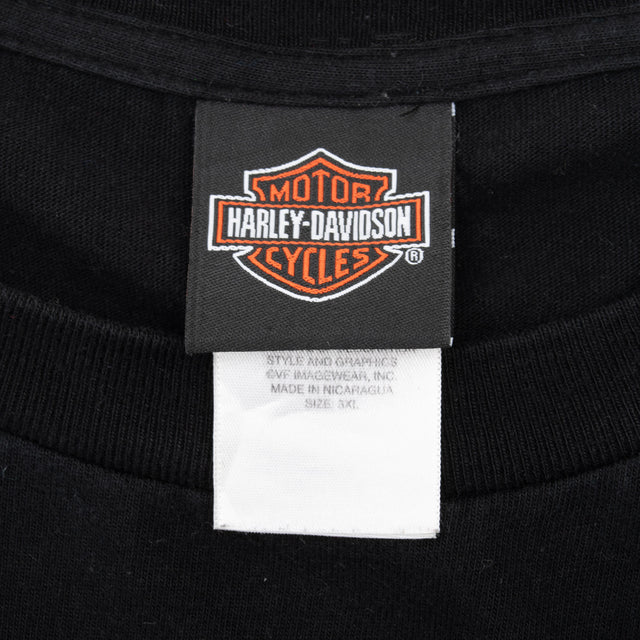 MOTOR
HARLEY-DAVIDSON
CYCLES
®
STYLE AND GRAPHICS
©VF IMAGEWEAR, INC.
MADE IN NICARAGUA
SIZE: 3XL